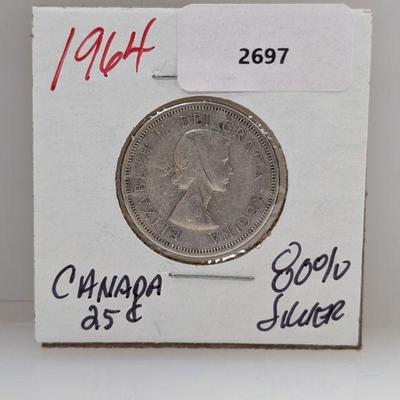 1964
2697
ELIZABETH II DEI GRATIA REGINA
CANADA
25¢
80%
SILVER